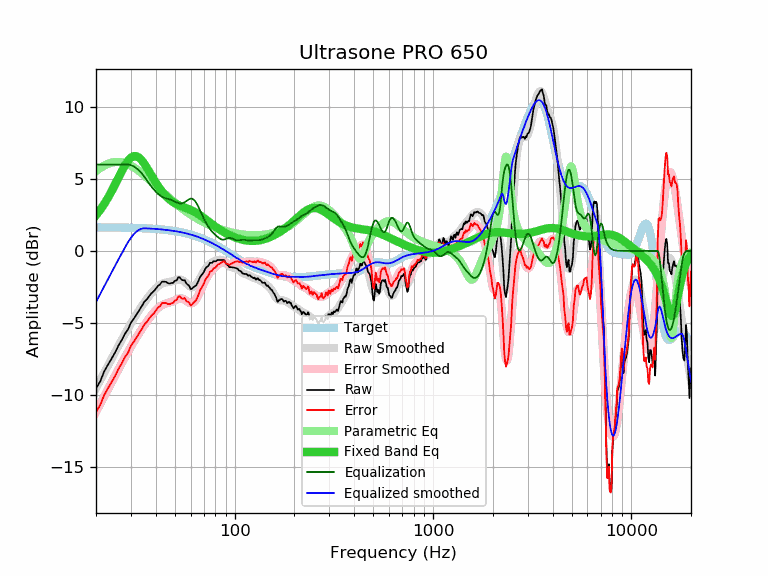 Ultrasone PRO 650
Amplitude (dBr)
10
5
0
−5
−10
−15
Target
Raw Smoothed
Error Smoothed
Raw
Error
Parametric Eq
Fixed Band Eq
Equalization
Equalized smoothed
100
1000
10000
Frequency (Hz)